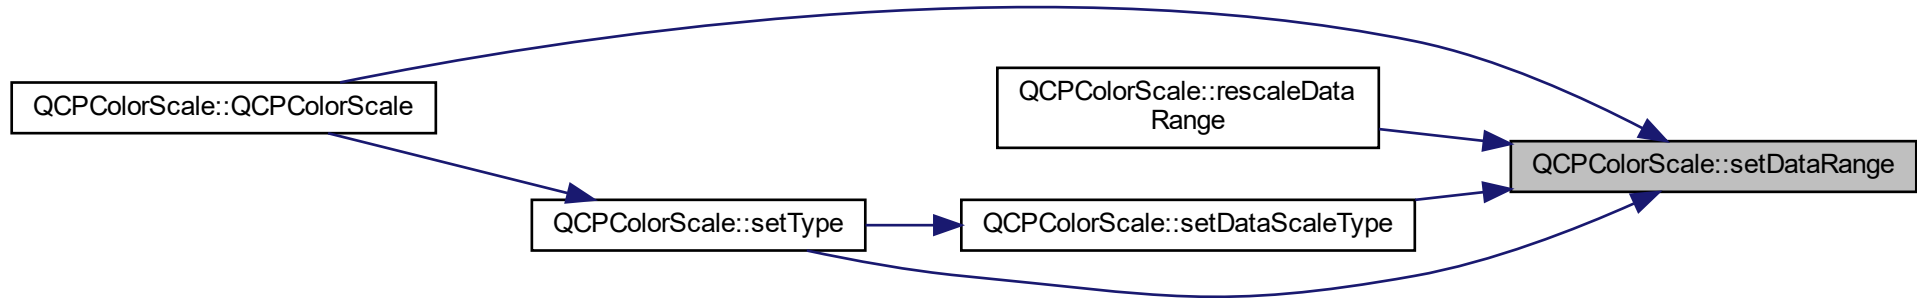 QCPColorScale::QCPColorScale
QCPColorScale::rescaleData
Range
QCPColorScale::setDataRange
QCPColorScale::setType
QCPColorScale::setDataScaleType